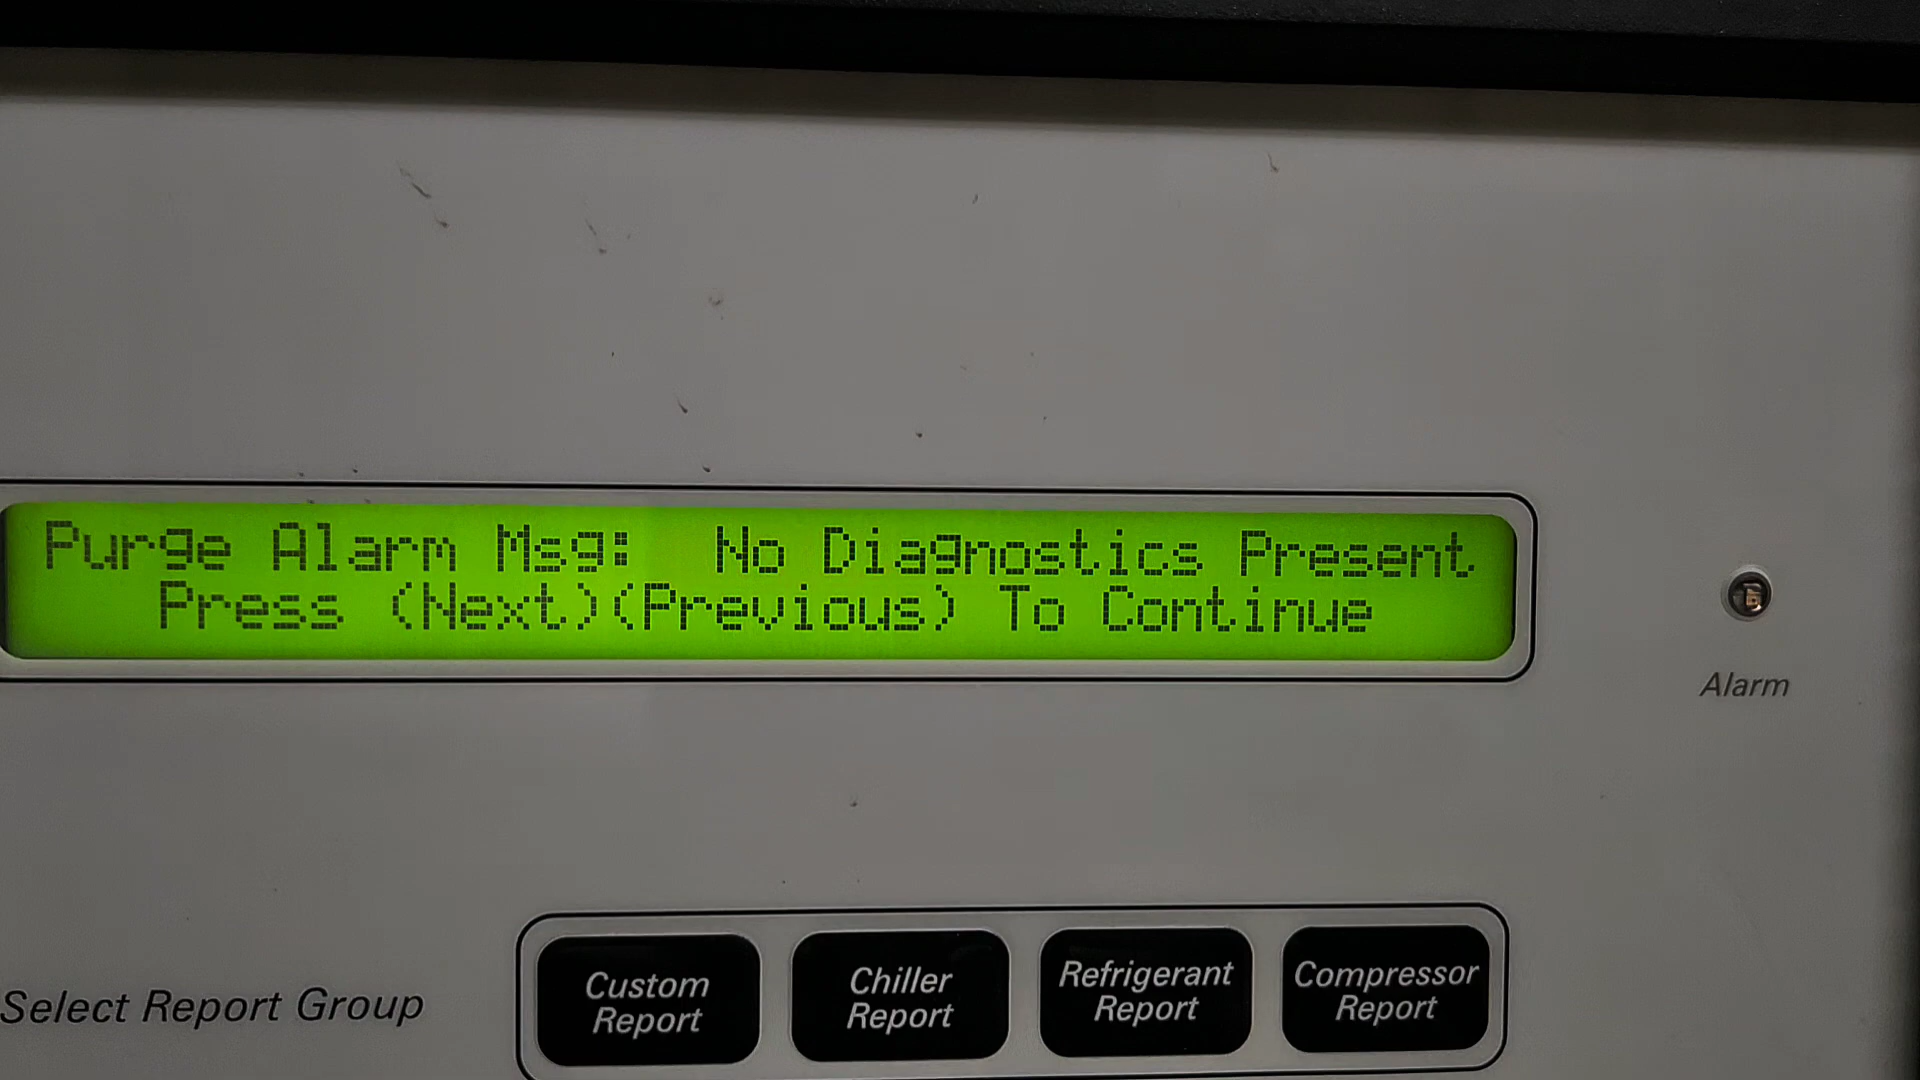 Purge Alarm Msg: No Diagnostics Present
Press (Next)(Previous) To Continue
Alarm
Select Report Group
Custom
Report
Chiller
Report
Refrigerant
Report
Compressor
Report